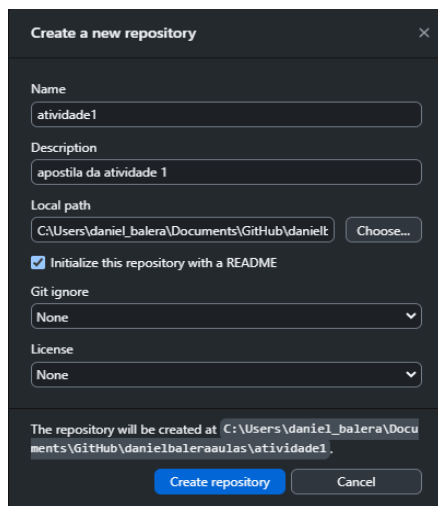 Create a new repository
Name
atividade1
Description
apostila da atividade 1
Local path
C:\Users\daniel_balera\Documents\GitHub\danielb
Choose...
Initialize this repository with a README
Git ignore
None
License
None
The repository will be created at C:\Users\daniel_balera\Docu
ments\GitHub\danielbaleraaulas\atividade1.
Create repository
Cancel